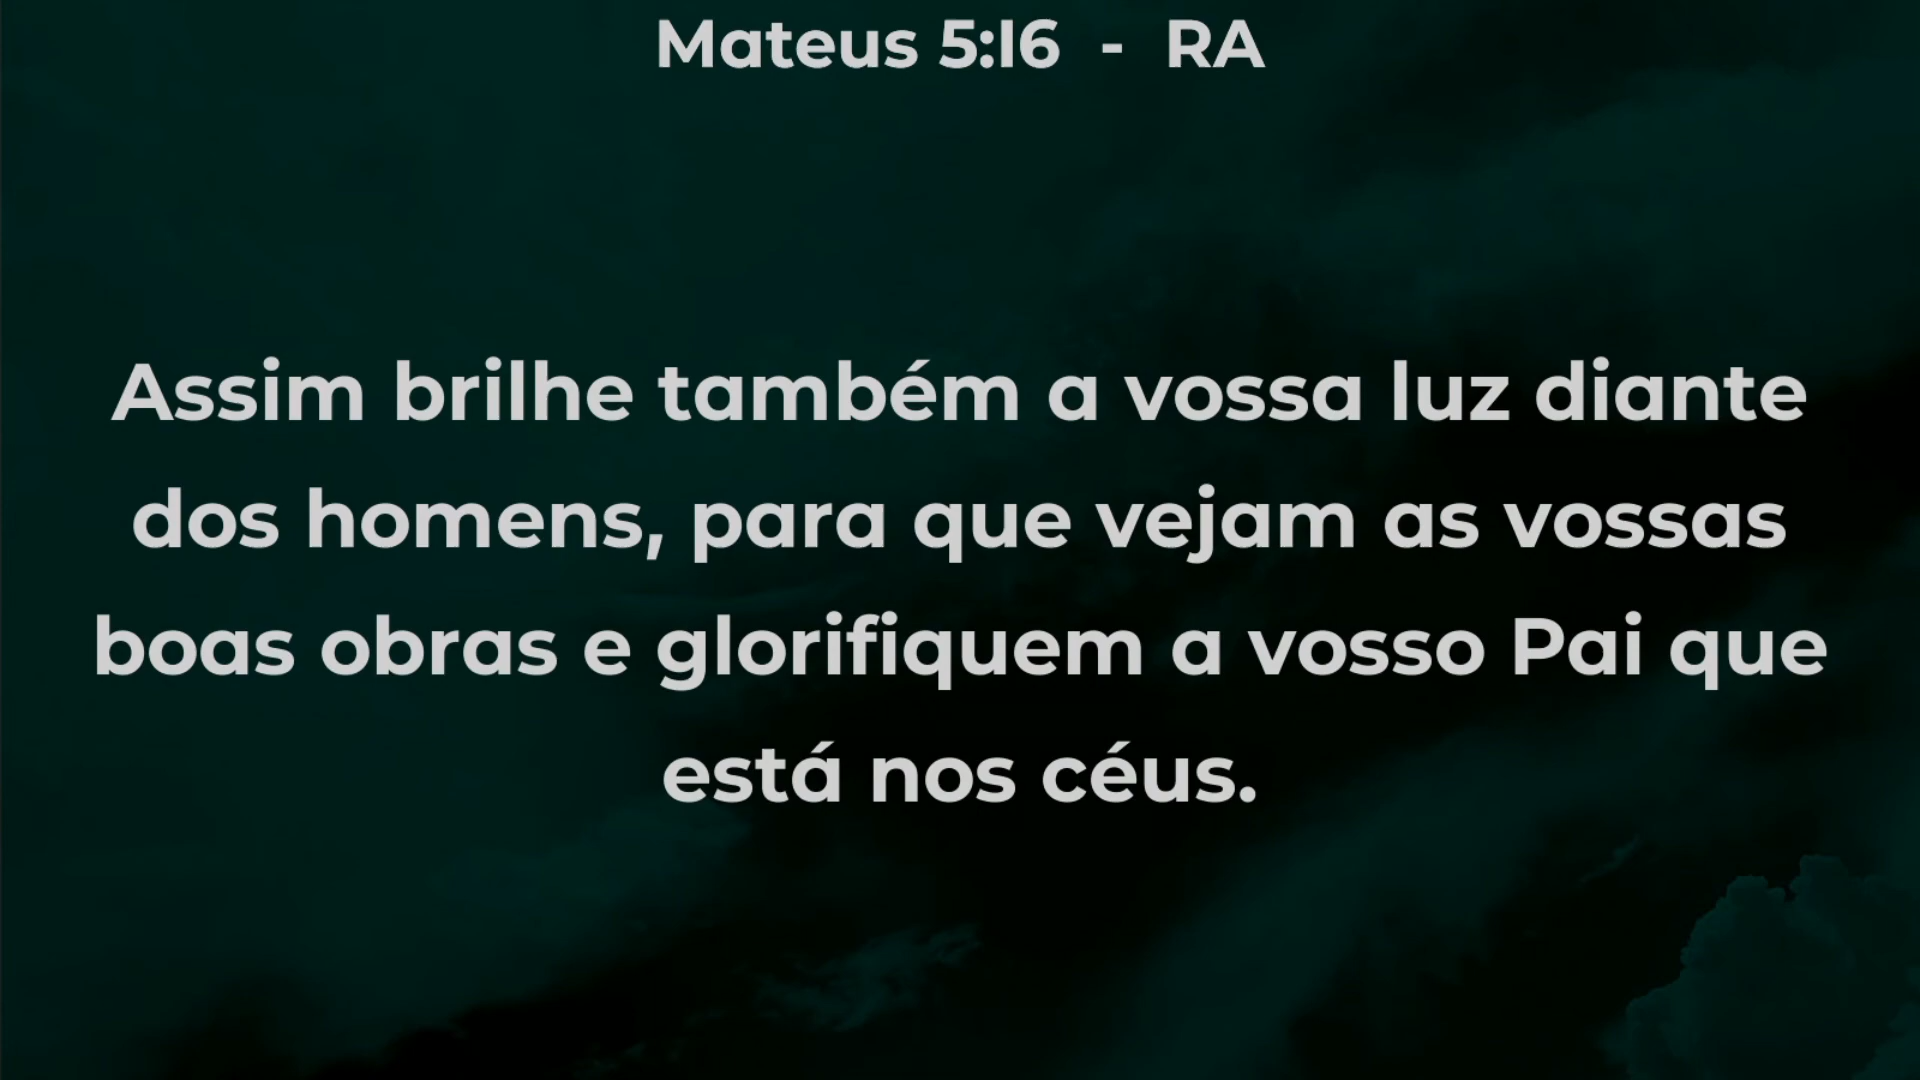 Mateus 5:16 - RA
Assim brilhe também a vossa luz diante
dos homens, para que vejam as vossas
boas obras e glorifiquem a vosso Pai que
está nos céus.